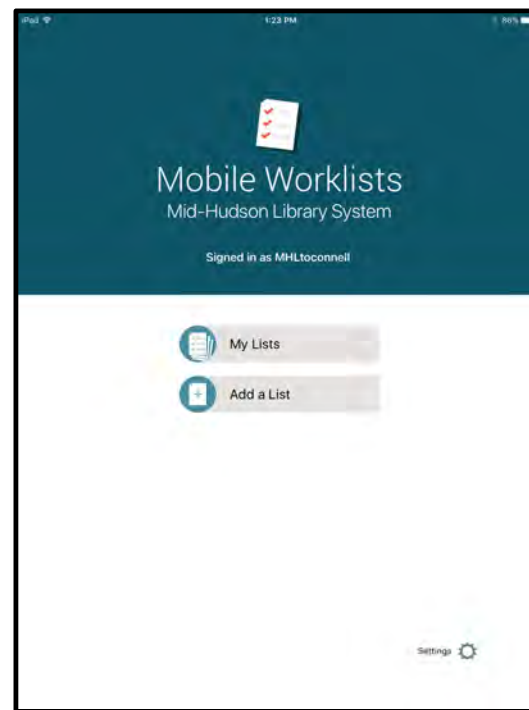 iPad 1:23 PM 86%
Mobile Worklists
Mid-Hudson Library System
Signed in as MHLtoconnell
My Lists
Add a List
Settings